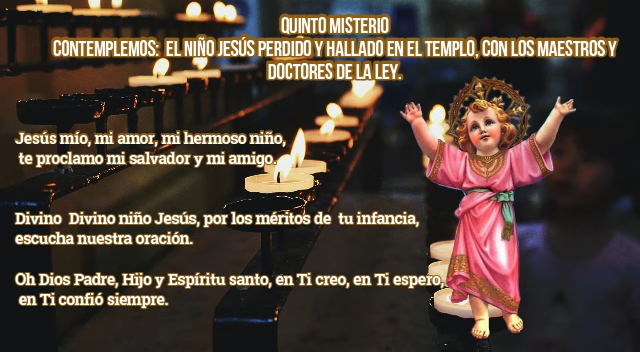 QUINTO MISTERIO
CONTEMPLEMOS: EL NIÑO JESÚS PERDIDO Y HALLADO EN EL TEMPLO, CON LOS MAESTROS Y
DOCTORES DE LA LEY.
Jesús mío, mi amor, mi hermoso niño,
te proclamo mi salvador y mi amigo.
Divino Divino niño Jesús, por los méritos de tu infancia,
escucha nuestra oración.
Oh Dios Padre, Hijo y Espíritu santo, en Ti creo, en Ti espero,
en Ti confió siempre.